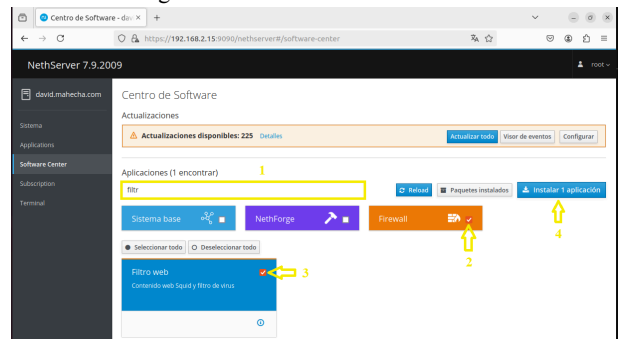 Centro de Software - dav
https://192.168.2.15:9090/nethserver#/software-center
NethServer 7.9.2009
root
david.mahecha.com
Centro de Software
Actualizaciones
Sistema
Actualizaciones disponibles: 225 Detalles
Actualizar todo
Visor de eventos
Configurar
Applications
Software Center
Aplicaciones (1 encontrar)
1
Subscription
filtr
Reload
Paquetes instalados
Instalar 1 aplicación
Terminal
Sistema base
NethForge
Firewall
4
Seleccionar todo
Deseleccionar todo
2
Filtro web
3
Contenido web Squid y filtro de virus